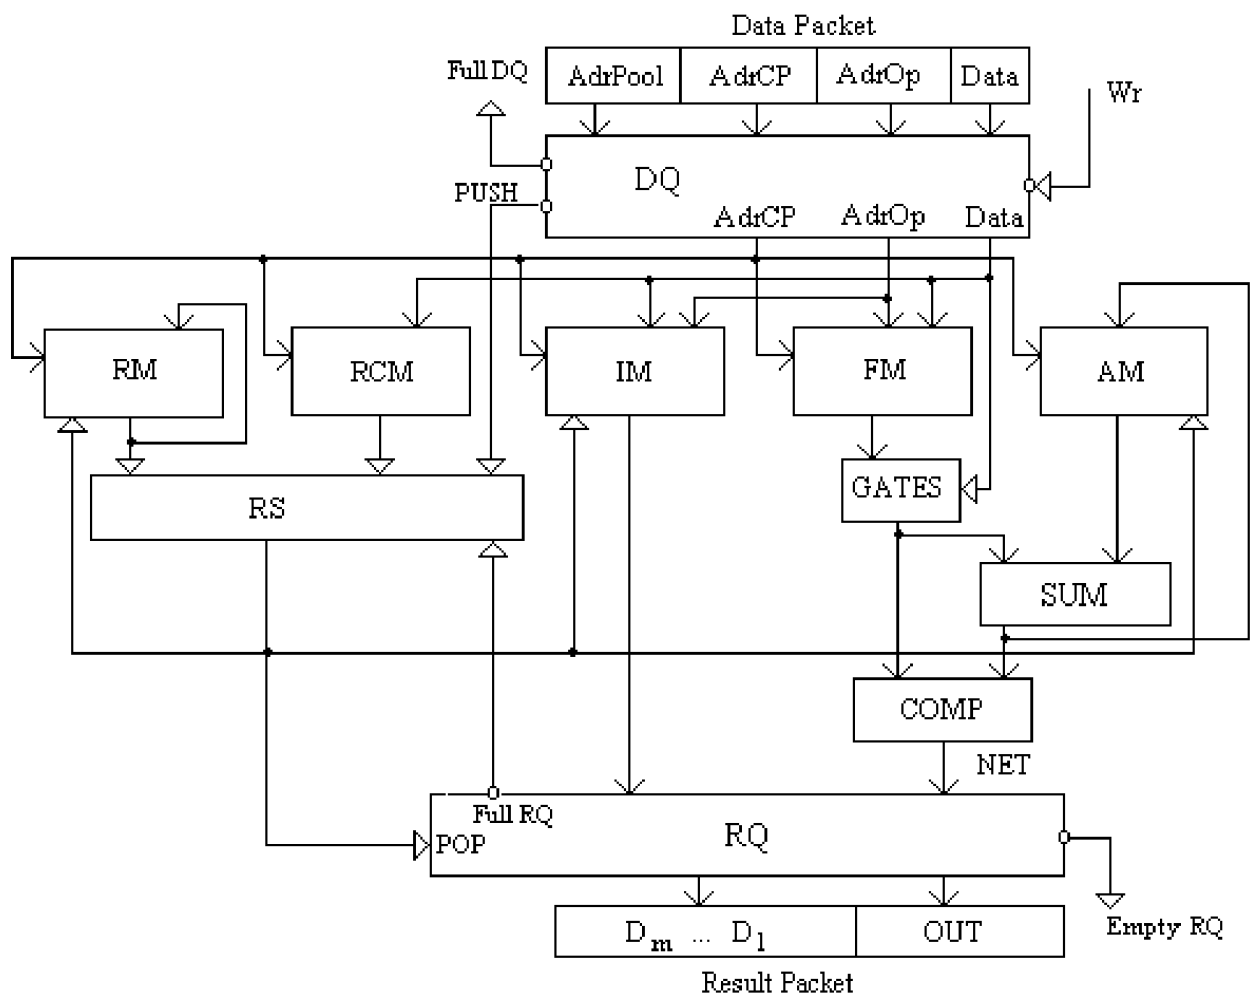 Data Packet
Full DQ
AdrPool AdrCP AdrOp Data
Wr
DQ
PUSH
AdrCP AdrOp Data
RM RCM IM FM AM
GATES
RS
SUM
COMP
NET
Full RQ
POP
RQ
Empty RQ
Dm ... Dl OUT
Result Packet